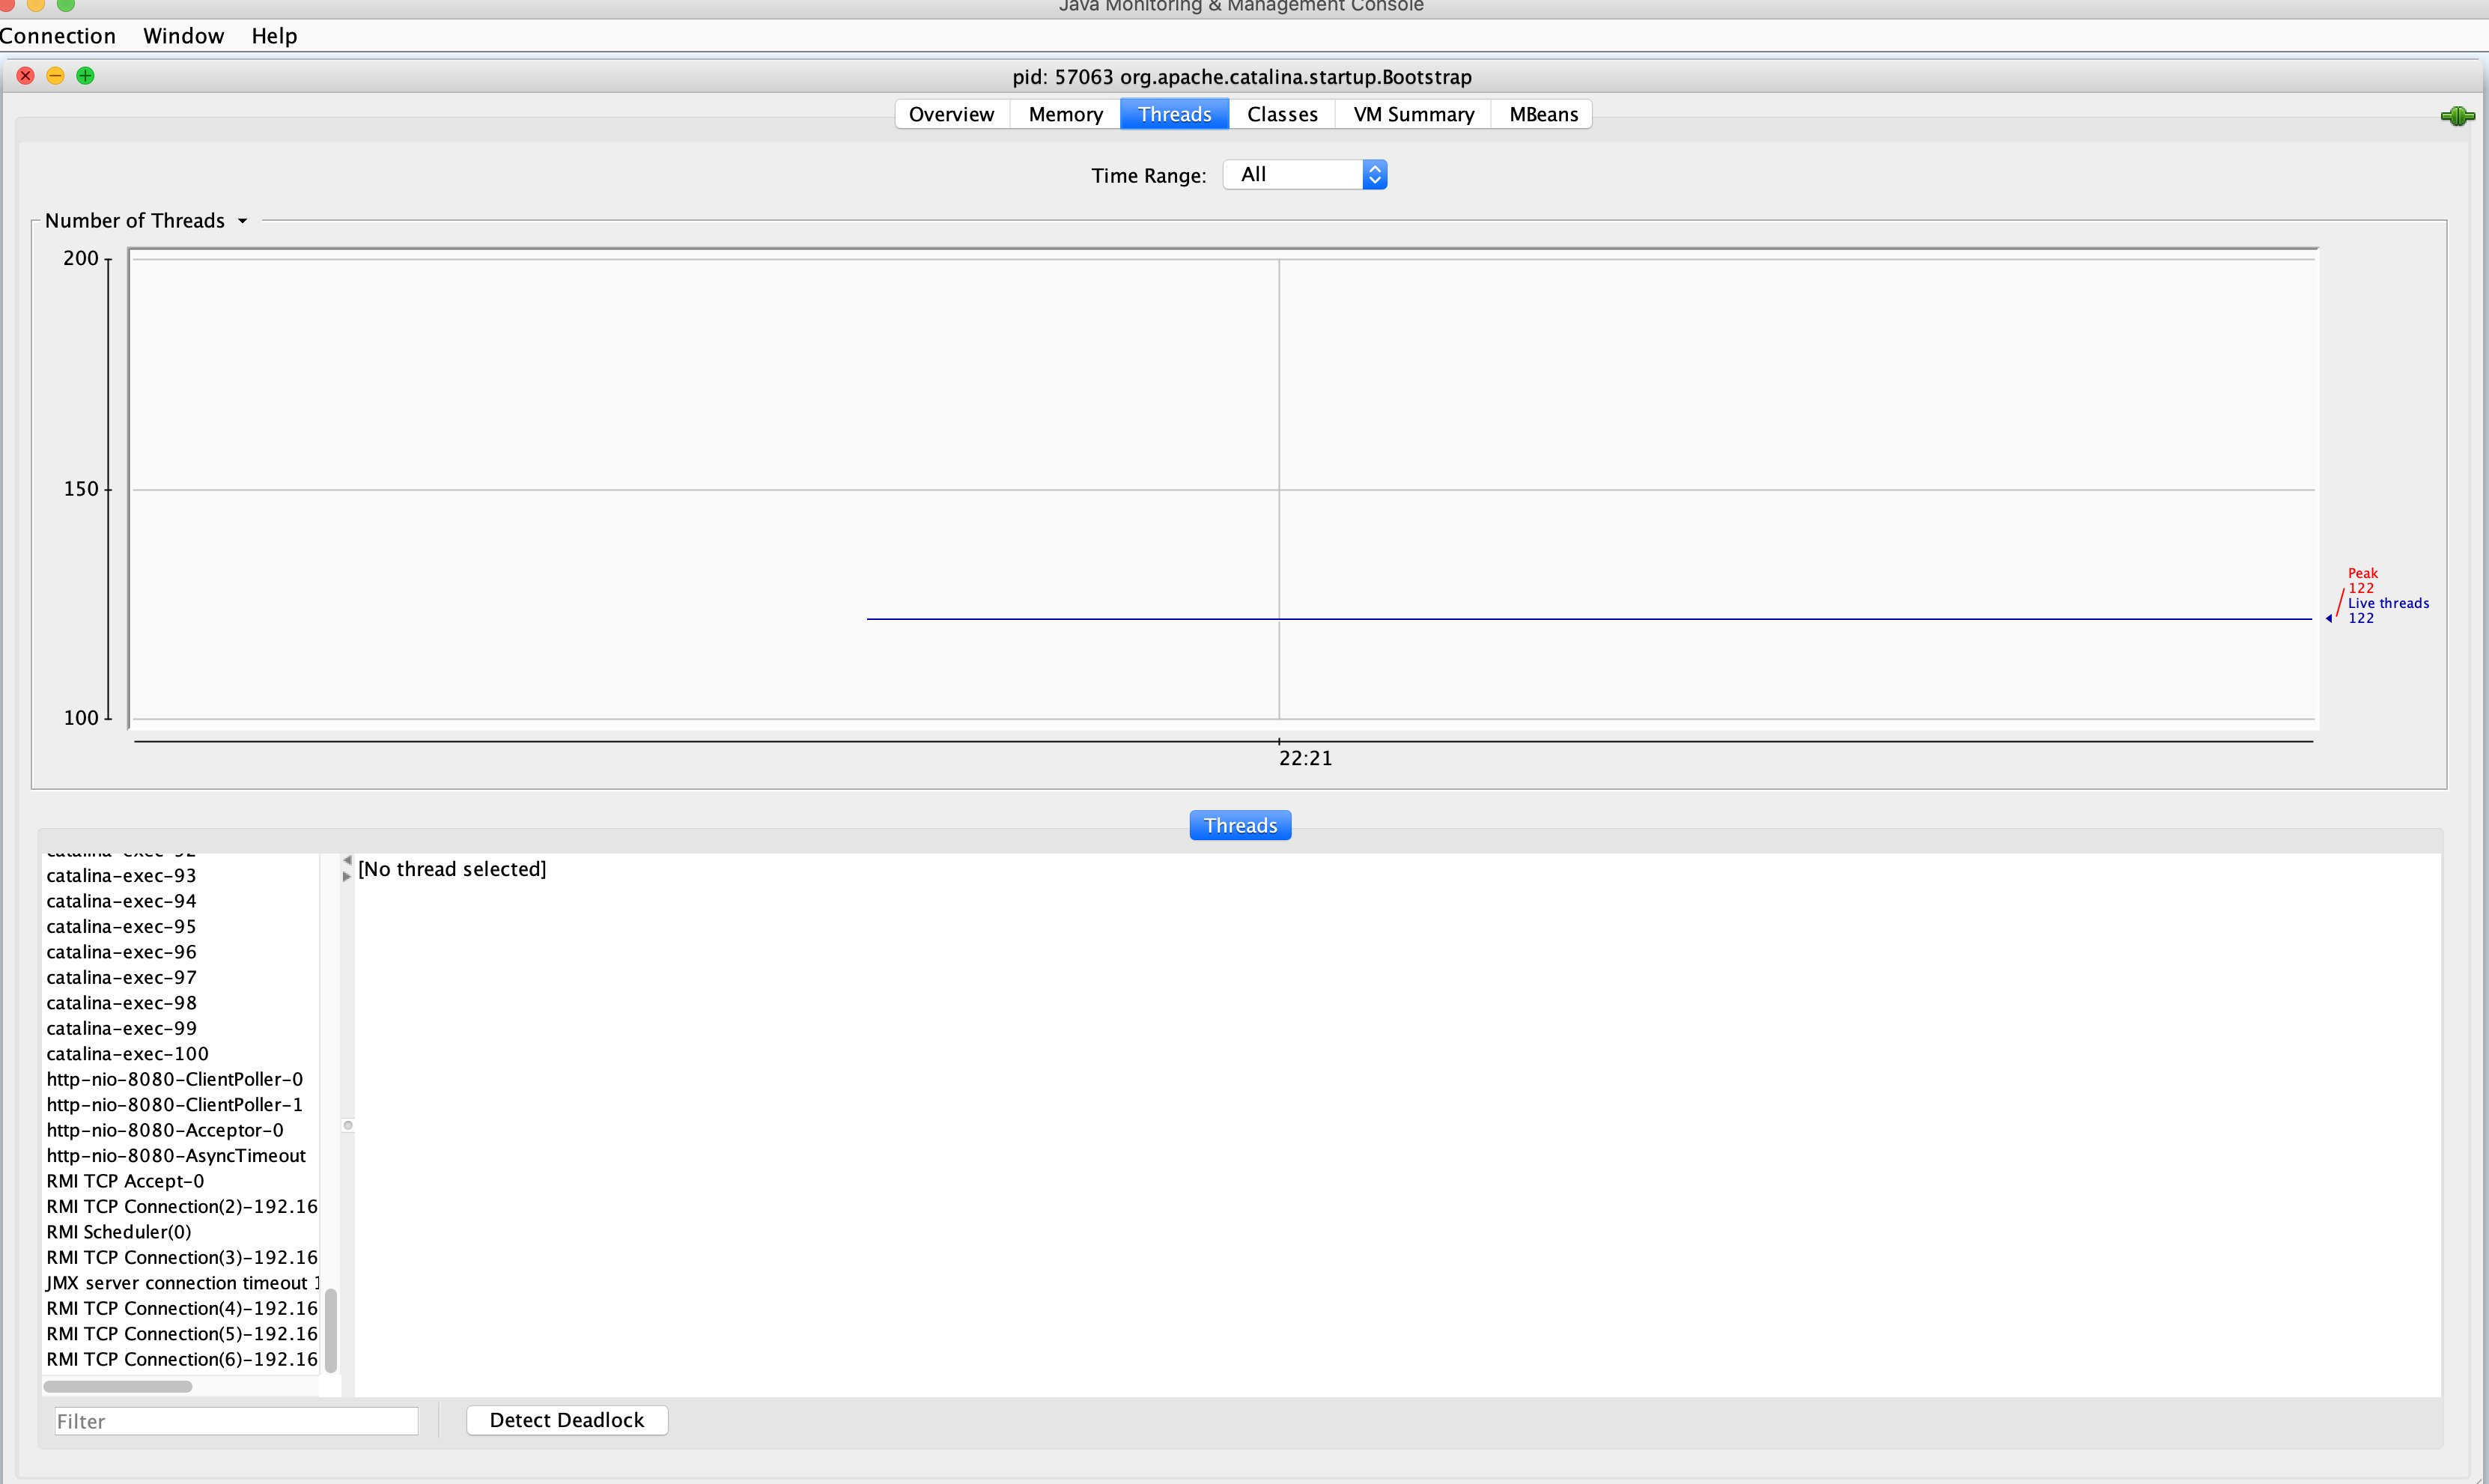 Java Monitoring & Management Console
Connection Window Help
pid: 57063 org.apache.catalina.startup.Bootstrap
Overview Memory Threads Classes VM Summary MBeans
Time Range: All
Number of Threads
200
150
100
Peak
122
Live threads
122
22:21
Threads
catalina-exec-92
catalina-exec-93
catalina-exec-94
catalina-exec-95
catalina-exec-96
catalina-exec-97
catalina-exec-98
catalina-exec-99
catalina-exec-100
http-nio-8080-ClientPoller-0
http-nio-8080-ClientPoller-1
http-nio-8080-Acceptor-0
http-nio-8080-AsyncTimeout
RMI TCP Accept-0
RMI TCP Connection(2)-192.16
RMI Scheduler(0)
RMI TCP Connection(3)-192.16
JMX server connection timeout 1
RMI TCP Connection(4)-192.16
RMI TCP Connection(5)-192.16
RMI TCP Connection(6)-192.16
[No thread selected]
Filter
Detect Deadlock